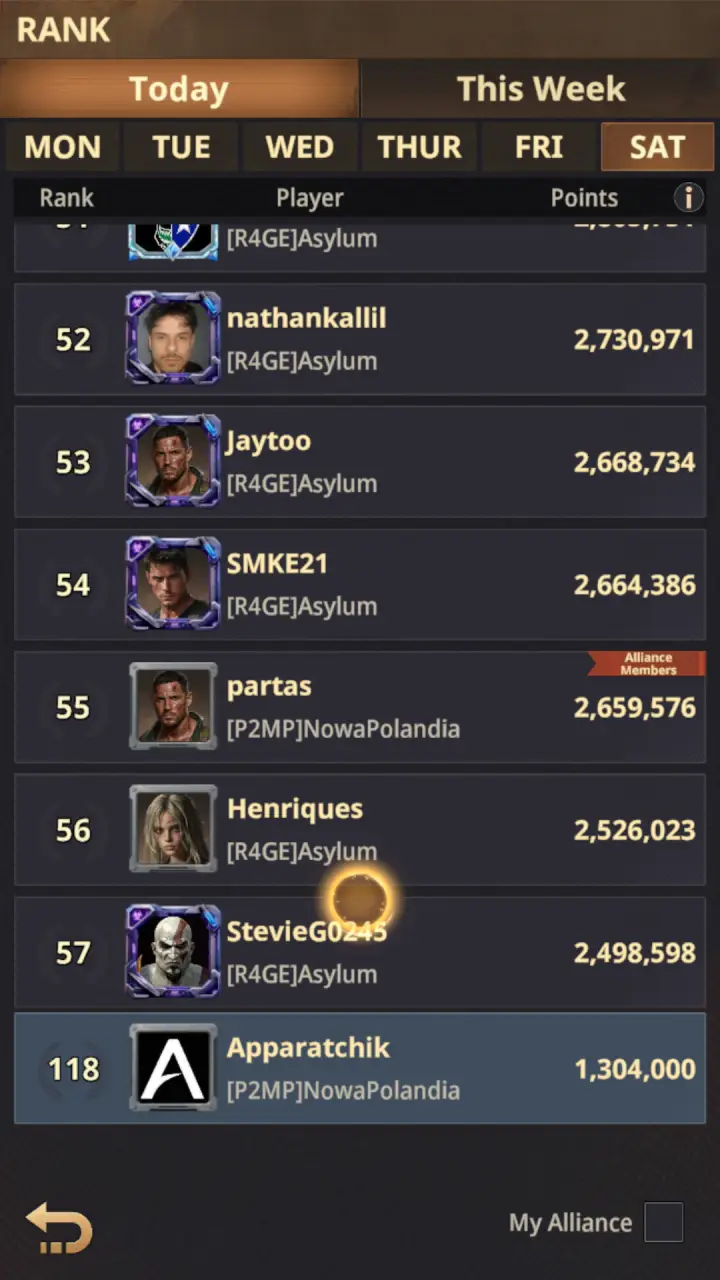 RANK
Today
This Week
MON
TUE
WED
THUR
FRI
SAT
Rank
Player
Points
[R4GE]Asylum
52
nathankallil
[R4GE]Asylum
2,730,971
53
Jaytoo
[R4GE]Asylum
2,668,734
54
SMKE21
[R4GE]Asylum
2,664,386
Alliance
Members
55
partas
[P2MP]NowaPolandia
2,659,576
56
Henriques
[R4GE]Asylum
2,526,023
57
StevieG0245
[R4GE]Asylum
2,498,598
118
Apparatchik
[P2MP]NowaPolandia
1,304,000
My Alliance